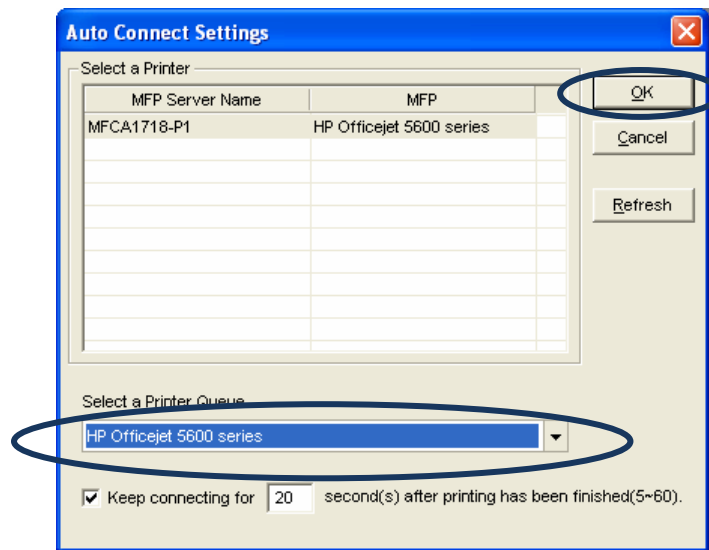 Auto Connect Settings
Select a Printer
MFP Server Name MFP
MFCA1718-P1 HP Officejet 5600 series
OK
Cancel
Refresh
Select a Printer Queue
HP Officejet 5600 series
Keep connecting for 20 second(s) after printing has been finished(5~60).